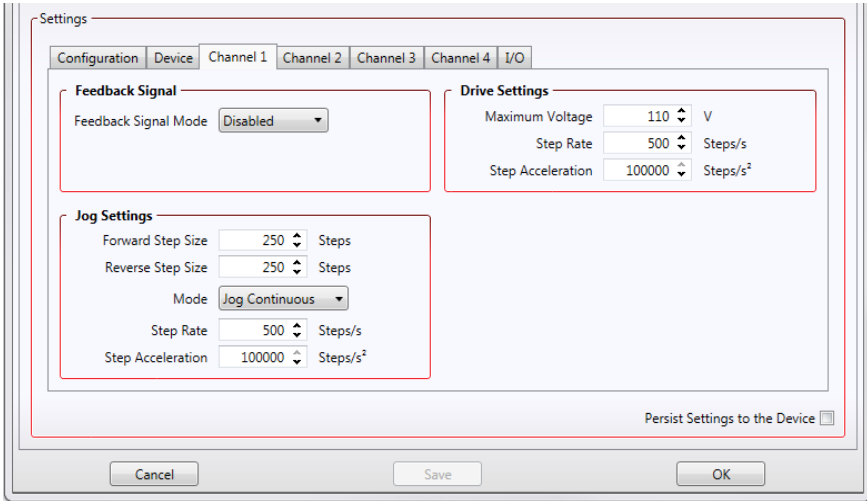 Settings
Configuration Device Channel 1 Channel 2 Channel 3 Channel 4 I/O
Feedback Signal
Feedback Signal Mode Disabled
Drive Settings
Maximum Voltage 110 V
Step Rate 500 Steps/s
Step Acceleration 100000 Steps/s²
Jog Settings
Forward Step Size 250 Steps
Reverse Step Size 250 Steps
Mode Jog Continuous
Step Rate 500 Steps/s
Step Acceleration 100000 Steps/s²
Persist Settings to the Device
Cancel Save OK